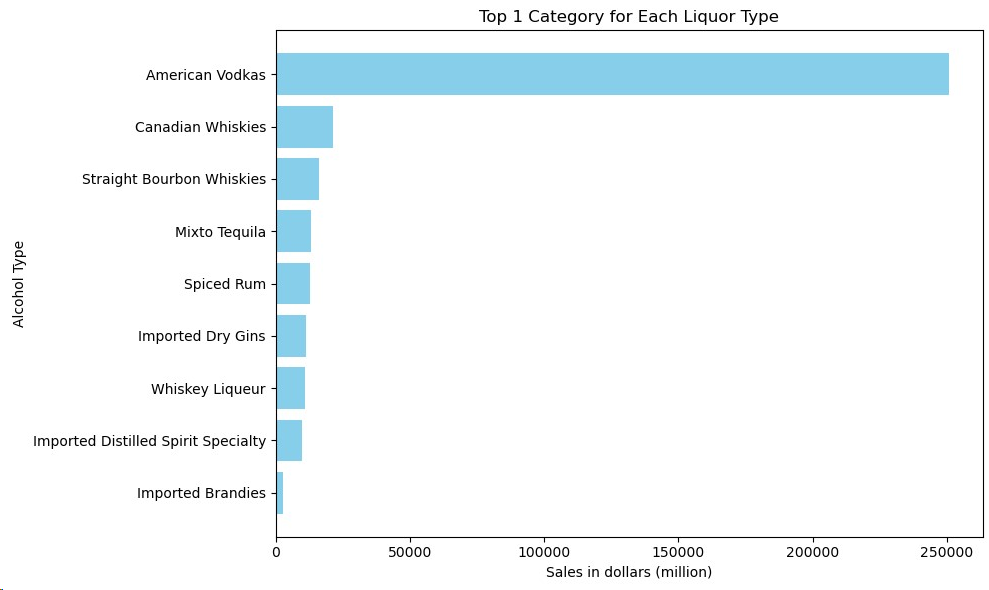 Top 1 Category for Each Liquor Type
American Vodkas
Canadian Whiskies
Straight Bourbon Whiskies
Mixto Tequila
Spiced Rum
Imported Dry Gins
Whiskey Liqueur
Imported Distilled Spirit Specialty
Imported Brandies
Alcohol Type
0 50000 100000 150000 200000 250000
Sales in dollars (million)